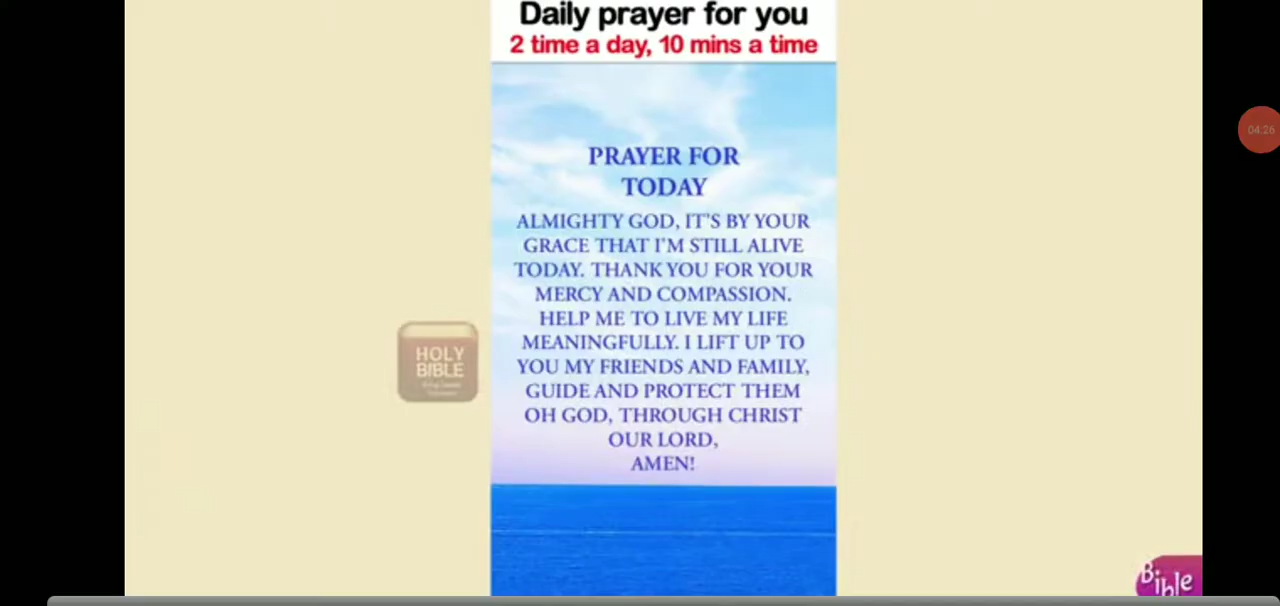 Daily prayer for you
2 time a day, 10 mins a time
04:26
PRAYER FOR
TODAY
ALMIGHTY GOD, IT'S BY YOUR
GRACE THAT I'M STILL ALIVE
TODAY. THANK YOU FOR YOUR
MERCY AND COMPASSION.
HELP ME TO LIVE MY LIFE
MEANINGFULLY. I LIFT UP TO
YOU MY FRIENDS AND FAMILY,
GUIDE AND PROTECT THEM
OH GOD, THROUGH CHRIST
OUR LORD,
AMEN!
HOLY
BIBLE
Bible